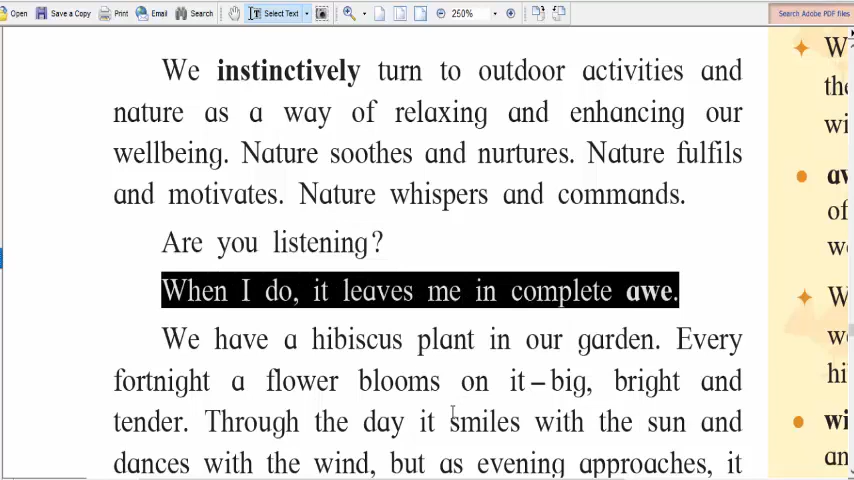 Open Save a Copy Print Email Search Select Text 250% Search Adobe PDF files
We instinctively turn to outdoor activities and
nature as a way of relaxing and enhancing our
wellbeing. Nature soothes and nurtures. Nature fulfils
and motivates. Nature whispers and commands.
Are you listening?
When I do, it leaves me in complete awe.
We have a hibiscus plant in our garden. Every
fortnight a flower blooms on it – big, bright and
tender. Through the day it smiles with the sun and
dances with the wind, but as evening approaches, it